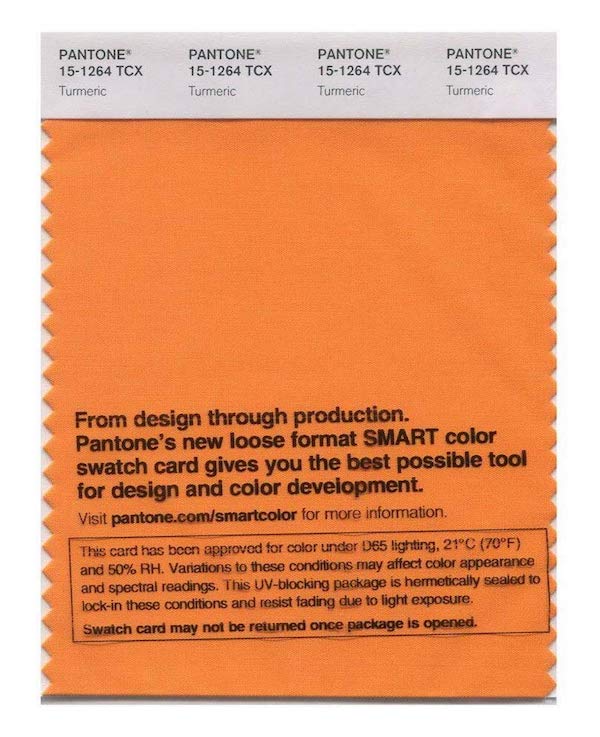 PANTONE® PANTONE® PANTONE® PANTONE®
15-1264 TCX 15-1264 TCX 15-1264 TCX 15-1264 TCX
Turmeric Turmeric Turmeric Turmeric
From design through production.
Pantone's new loose format SMART color
swatch card gives you the best possible tool
for design and color development.
Visit pantone.com/smartcolor for more information.
This card has been approved for color under D65 lighting, 21°C (70°F)
and 50% RH. Variations to these conditions may affect color appearance
and spectral readings. This UV-blocking package is hermetically sealed to
lock-in these conditions and resist fading due to light exposure.
Swatch card may not be returned once package is opened.